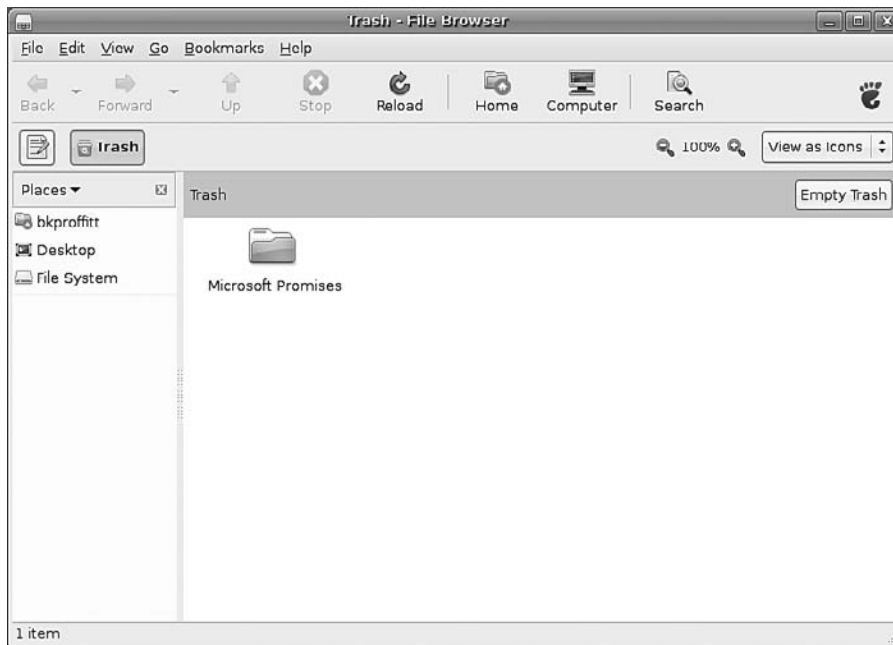 Trash - File Browser
File Edit View Go Bookmarks Help
Back Forward Up Stop Reload Home Computer Search
Trash 100% View as Icons
Places Trash Empty Trash
bkproffitt
Desktop
File System
Microsoft Promises
1 item